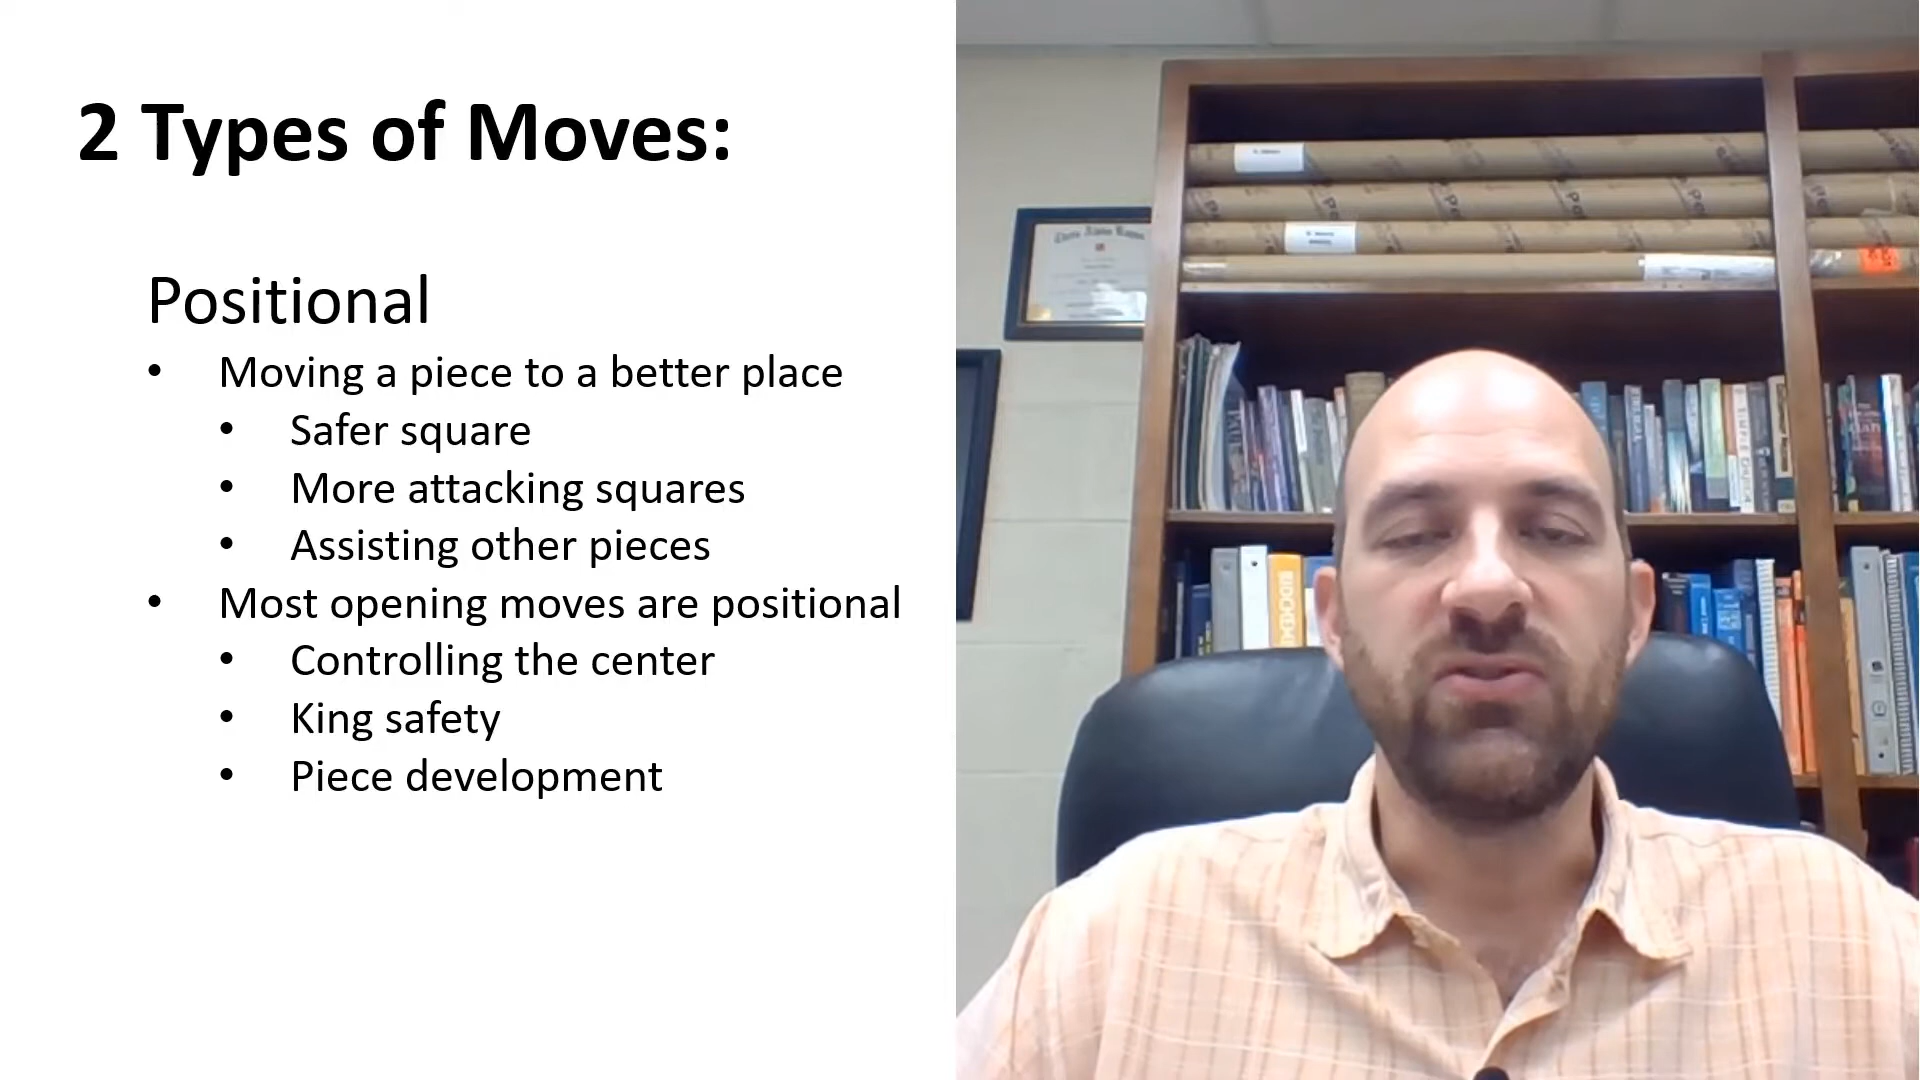 2 Types of Moves:
Positional
• Moving a piece to a better place
• Safer square
• More attacking squares
• Assisting other pieces
• Most opening moves are positional
• Controlling the center
• King safety
• Piece development